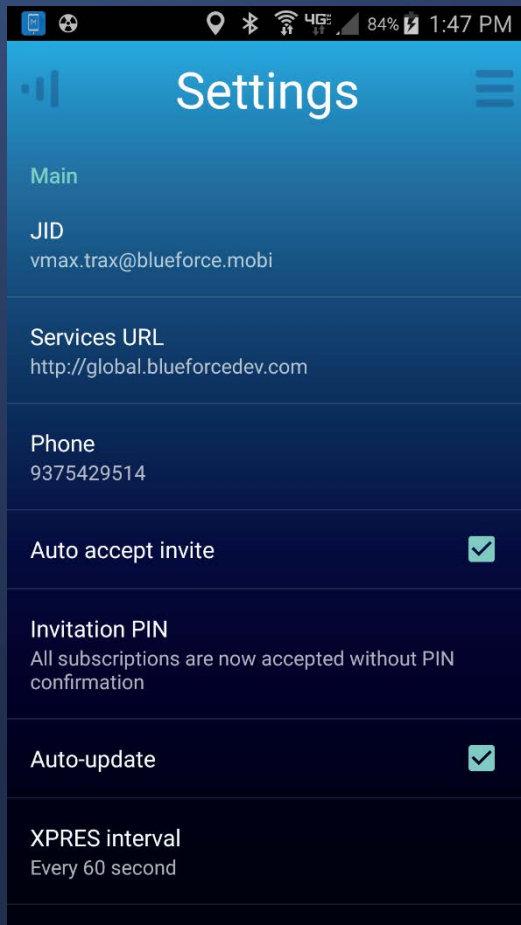 4G 84% 1:47 PM
Settings
Main
JID
vmax.trax@blueforce.mobi
Services URL
http://global.blueforcedev.com
Phone
9375429514
Auto accept invite
Invitation PIN
All subscriptions are now accepted without PIN
confirmation
Auto-update
XPRES interval
Every 60 second